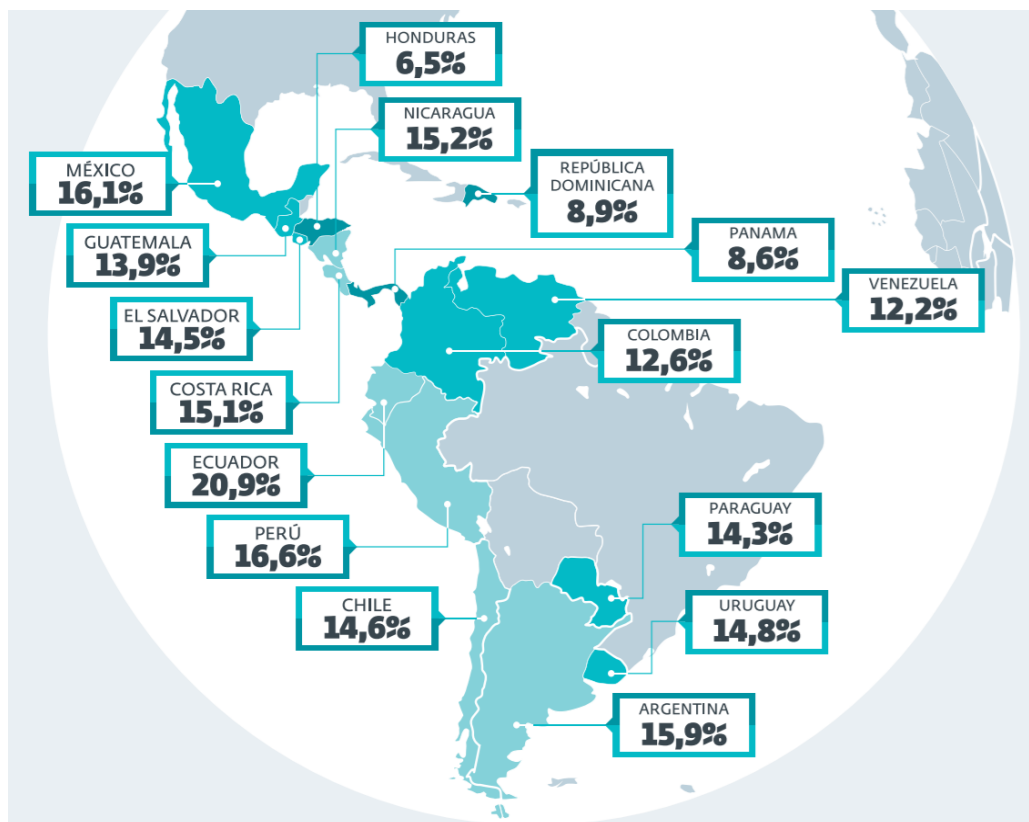 HONDURAS
6,5%
NICARAGUA
15,2%
REPÚBLICA
DOMINICANA
8,9%
MÉXICO
16,1%
GUATEMALA
13,9%
PANAMA
8,6%
VENEZUELA
12,2%
EL SALVADOR
14,5%
COLOMBIA
12,6%
COSTA RICA
15,1%
ECUADOR
20,9%
PERÚ
16,6%
PARAGUAY
14,3%
CHILE
14,6%
URUGUAY
14,8%
ARGENTINA
15,9%